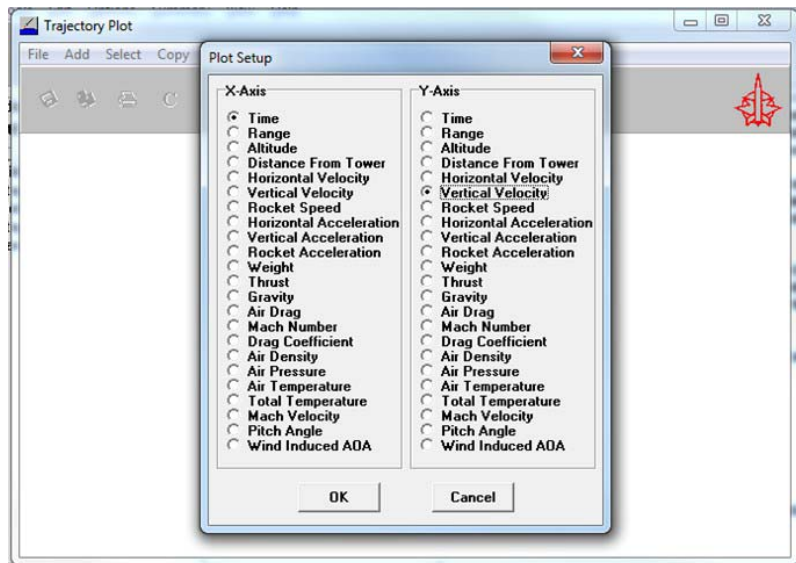 Trajectory Plot
File Add Select Copy
Plot Setup
X-Axis
Time
Range
Altitude
Distance From Tower
Horizontal Velocity
Vertical Velocity
Rocket Speed
Horizontal Acceleration
Vertical Acceleration
Rocket Acceleration
Weight
Thrust
Gravity
Air Drag
Mach Number
Drag Coefficient
Air Density
Air Pressure
Air Temperature
Total Temperature
Mach Velocity
Pitch Angle
Wind Induced AOA
Y-Axis
Time
Range
Altitude
Distance From Tower
Horizontal Velocity
Vertical Velocity
Rocket Speed
Horizontal Acceleration
Vertical Acceleration
Rocket Acceleration
Weight
Thrust
Gravity
Air Drag
Mach Number
Drag Coefficient
Air Density
Air Pressure
Air Temperature
Total Temperature
Mach Velocity
Pitch Angle
Wind Induced AOA
OK Cancel